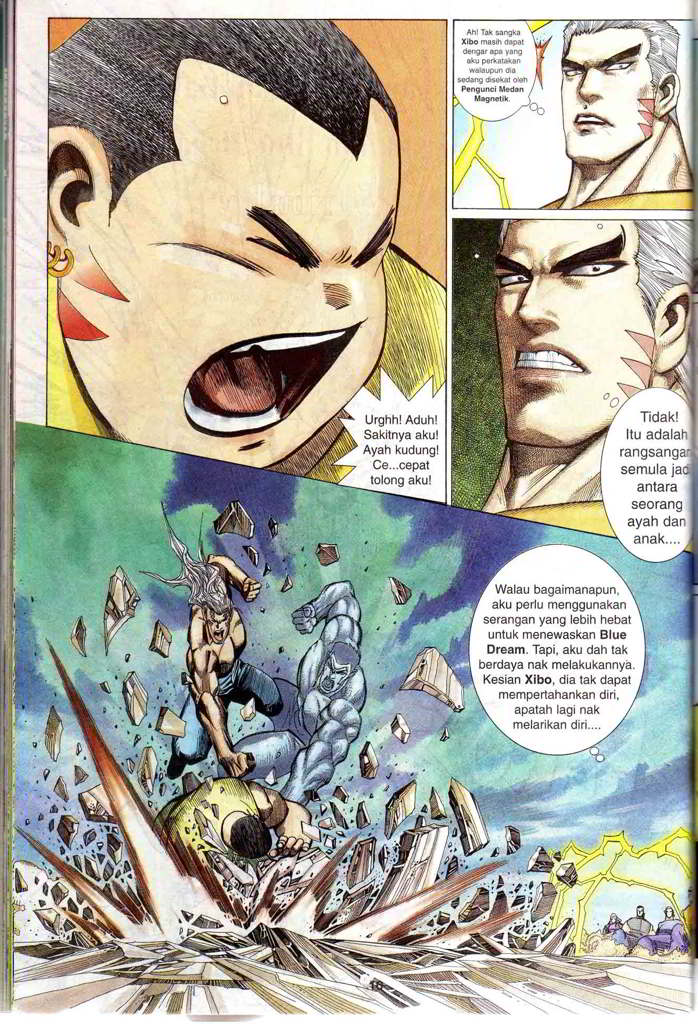 Ah! Tak sangka
Xibo masih dapat
dengar apa yang
aku perkatakan
walaupun dia
sedang disekat oleh
Pengunci Medan
Magnetik.
Urghh! Aduh!
Sakitnya aku!
Ayah kudung!
Ce...cepat
tolong aku!
Tidak!
Itu adalah
rangsangan
semula jad
antara
seorang
ayah dan
anak....
Walau bagaimanapun,
aku perlu menggunakan
serangan yang lebih hebat
untuk menewaskan Blue
Dream. Tapi, aku dah tak
berdaya nak melakukannya.
Kesian Xibo, dia tak dapat
mempertahankan diri,
apatah lagi nak
melarikan diri....
10